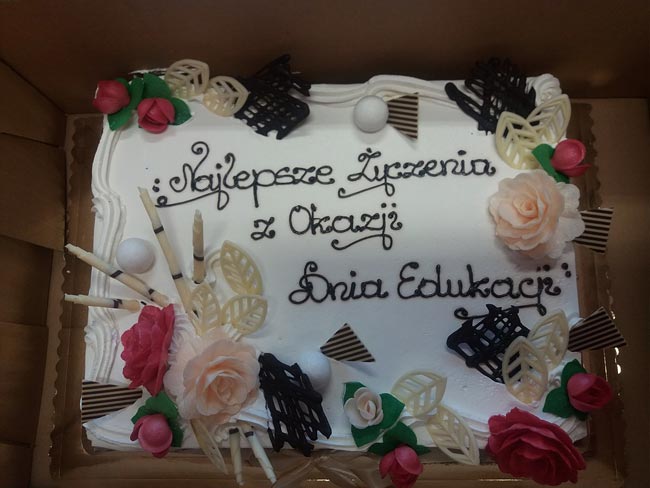 : Najlepsze Życzenia
z Okazji
Dnia Edukacji :